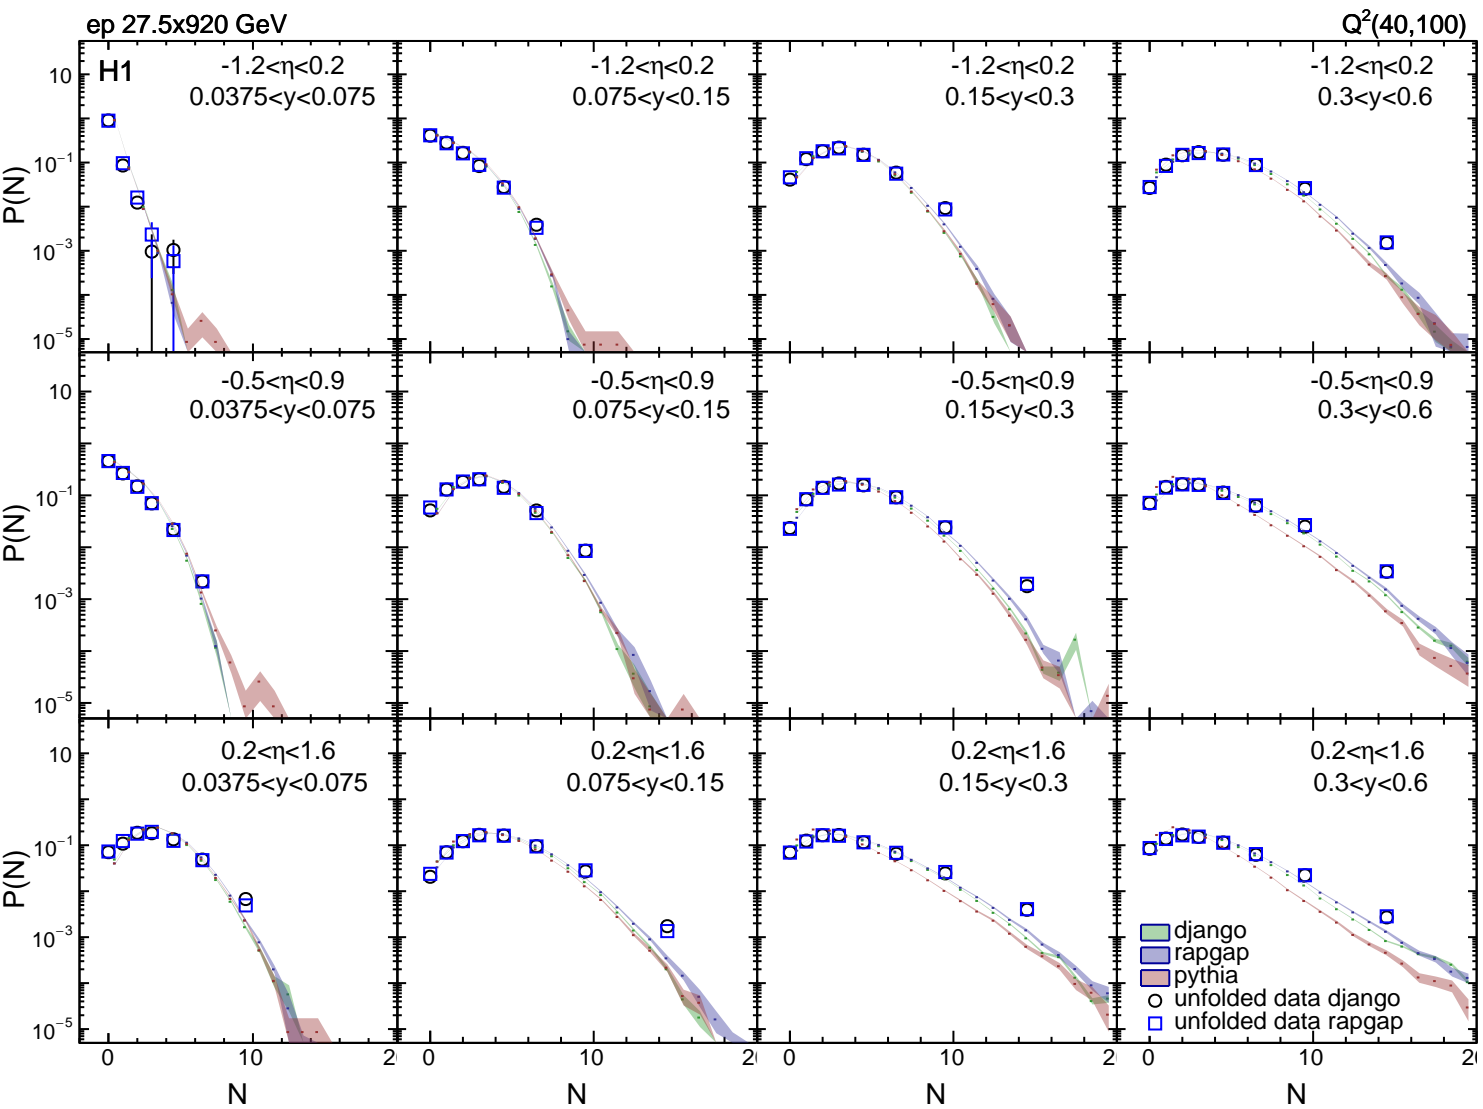 ep 27.5x920 GeV
Q²(40,100)
H1
-1.2<η<0.2
0.0375<y<0.075
-1.2<η<0.2
0.075<y<0.15
-1.2<η<0.2
0.15<y<0.3
-1.2<η<0.2
0.3<y<0.6
P(N)
10
10⁻¹
10⁻³
10⁻⁵
-0.5<η<0.9
0.0375<y<0.075
-0.5<η<0.9
0.075<y<0.15
-0.5<η<0.9
0.15<y<0.3
-0.5<η<0.9
0.3<y<0.6
P(N)
10
10⁻¹
10⁻³
10⁻⁵
0.2<η<1.6
0.0375<y<0.075
0.2<η<1.6
0.075<y<0.15
0.2<η<1.6
0.15<y<0.3
0.2<η<1.6
0.3<y<0.6
P(N)
10
10⁻¹
10⁻³
10⁻⁵
django
rapgap
pythia
unfolded data django
unfolded data rapgap
0 10 2 0 10 2 0 10 2 0 10 2
N N N N